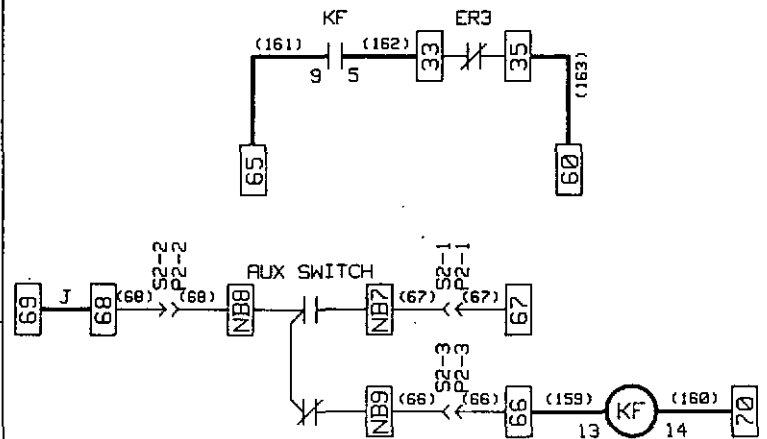 KF ER3
(161) (162)
33 35
9 5
(163)
65 60
S2-2 P2-2
AUX SWITCH
S2-1 P2-1
69 J 68 (68) (68) NB8 NB7 (67) (67) 67
S2-3 P2-3
NB9 (66) (66) 66 (159) KF (160) 70
13 14